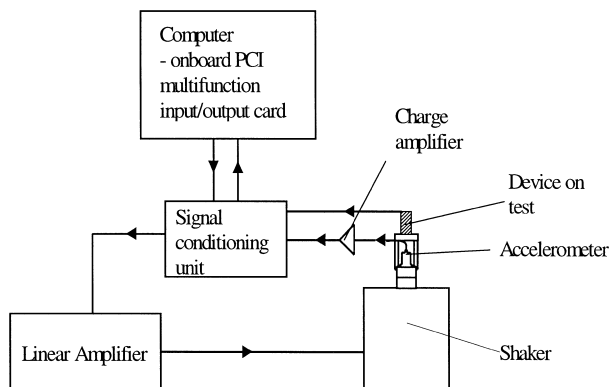 Computer
- onboard PCI
multifunction
input/output card
Charge
amplifier
Device on
test
Signal
conditioning
unit
Accelerometer
Linear Amplifier
Shaker